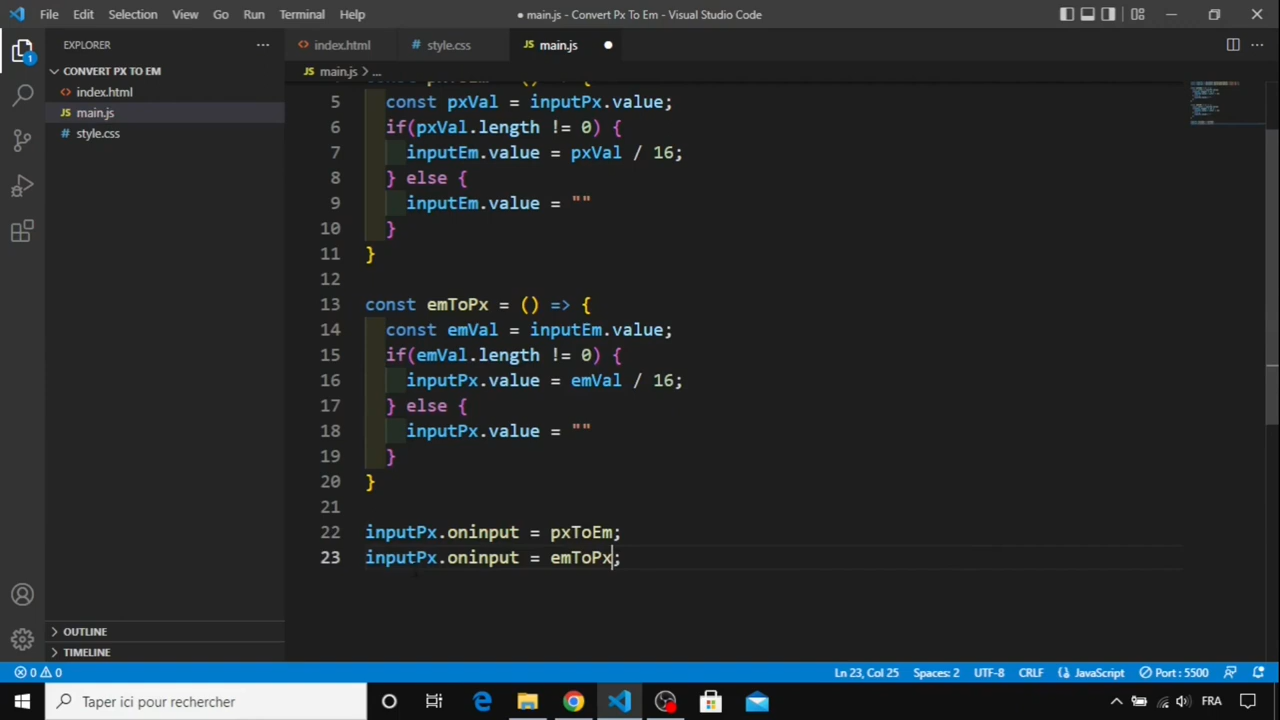 File Edit Selection View Go Run Terminal Help
● main.js - Convert Px To Em - Visual Studio Code
EXPLORER
CONVERT PX TO EM
index.html
main.js
style.css
OUTLINE
TIMELINE
index.html style.css main.js
main.js > ...
5 const pxVal = inputPx.value;
6 if(pxVal.length != 0) {
7 inputEm.value = pxVal / 16;
8 } else {
9 inputEm.value = ""
10 }
11 }
12
13 const emToPx = () => {
14 const emVal = inputEm.value;
15 if(emVal.length != 0) {
16 inputPx.value = emVal / 16;
17 } else {
18 inputPx.value = ""
19 }
20 }
21
22 inputPx.oninput = pxToEm;
23 inputPx.oninput = emToPx;
1
0 0
Ln 23, Col 25 Spaces: 2 UTF-8 CRLF {} JavaScript Port : 5500
Taper ici pour rechercher
FRA